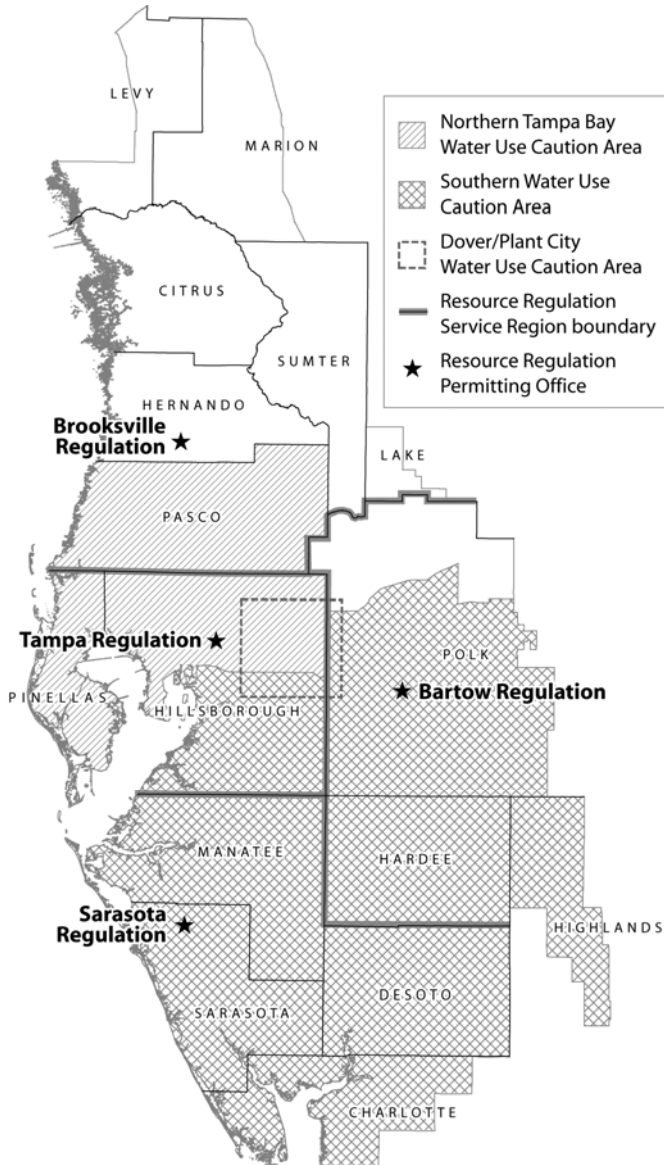 LEVY
MARION
Northern Tampa Bay
Water Use Caution Area
Southern Water Use
Caution Area
Dover/Plant City
Water Use Caution Area
Resource Regulation
Service Region boundary
Resource Regulation
Permitting Office
CITRUS
SUMTER
HERNANDO
Brooksville
Regulation
LAKE
PASCO
Tampa Regulation
POLK
PINELLAS
Bartow Regulation
HILLSBOROUGH
MANATEE
HARDEE
Sarasota
Regulation
HIGHLANDS
DESOTO
SARASOTA
CHARLOTTE